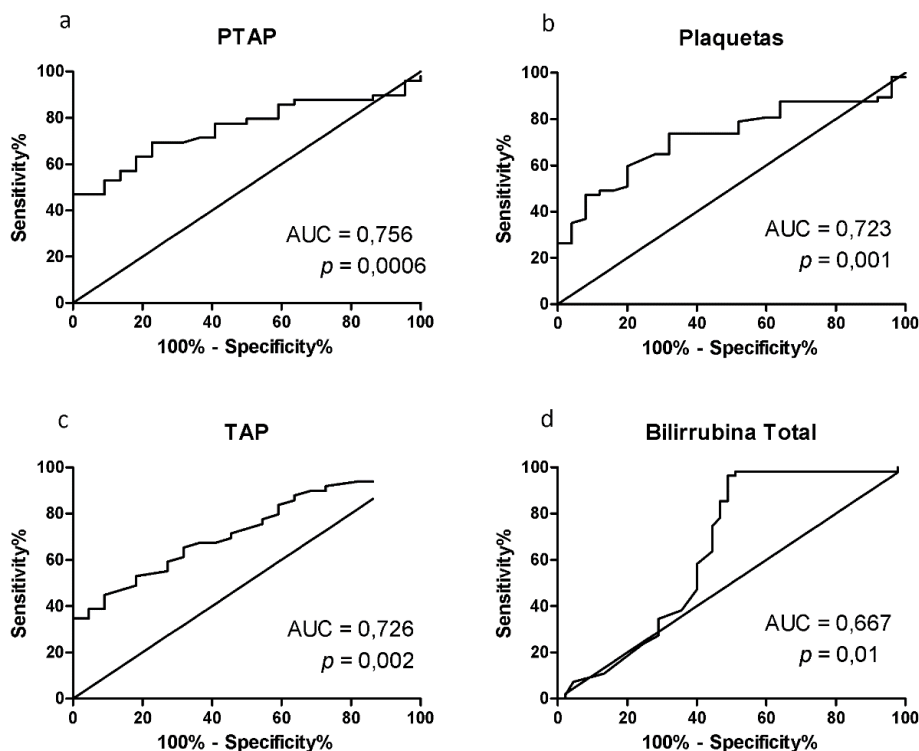 a
PTAP
100
80
60
40
20
0
Sensitivity%
AUC = 0,756
p = 0,0006
0 20 40 60 80 100
100% - Specificity%
b
Plaquetas
100
80
60
40
20
0
Sensitivity%
AUC = 0,723
p = 0,001
0 20 40 60 80 100
100% - Specificity%
c
TAP
100
80
60
40
20
0
Sensitivity%
AUC = 0,726
p = 0,002
0 20 40 60 80 100
100% - Specificity%
d
Bilirrubina Total
100
80
60
40
20
0
Sensitivity%
AUC = 0,667
p = 0,01
0 20 40 60 80 100
100% - Specificity%